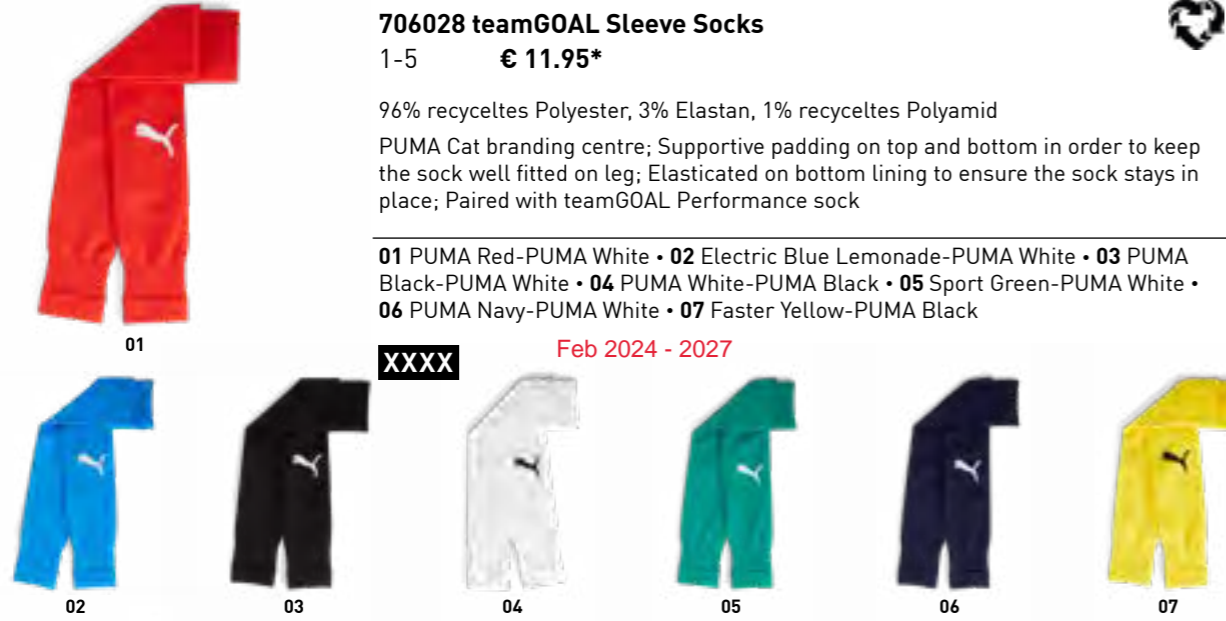 706028 teamGOAL Sleeve Socks
1-5 € 11.95*
96% recyceltes Polyester, 3% Elastan, 1% recyceltes Polyamid
PUMA Cat branding centre; Supportive padding on top and bottom in order to keep
the sock well fitted on leg; Elasticated on bottom lining to ensure the sock stays in
place; Paired with teamGOAL Performance sock
01 PUMA Red-PUMA White • 02 Electric Blue Lemonade-PUMA White • 03 PUMA
Black-PUMA White • 04 PUMA White-PUMA Black • 05 Sport Green-PUMA White •
06 PUMA Navy-PUMA White • 07 Faster Yellow-PUMA Black
01
XXXX
Feb 2024 - 2027
02
03
04
05
06
07